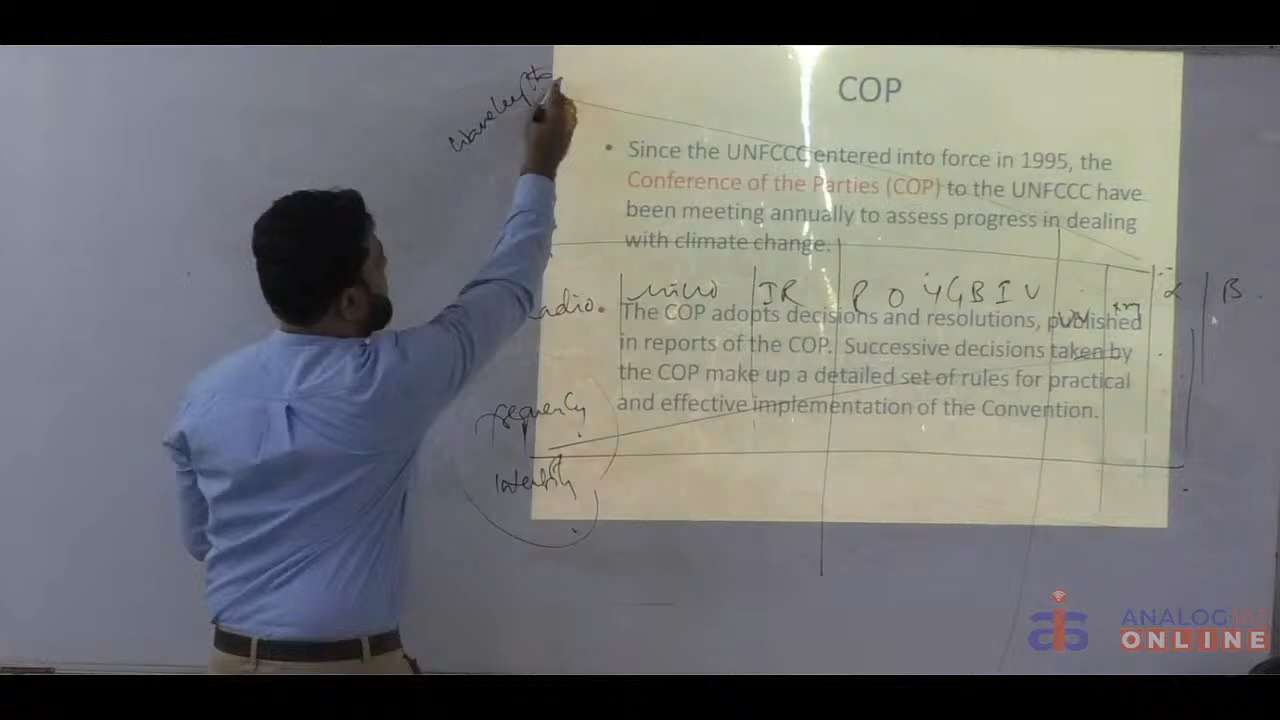 COP
wavelength
• Since the UNFCCC entered into force in 1995, the
Conference of the Parties (COP) to the UNFCCC have
been meeting annually to assess progress in dealing
with climate change.
Radio micro IR R O Y G B I V UV α β
• The COP adopts decisions and resolutions, published
in reports of the COP. Successive decisions taken by
the COP make up a detailed set of rules for practical
and effective implementation of the Convention.
frequency
intensity
ANALOG IAS
ONLINE